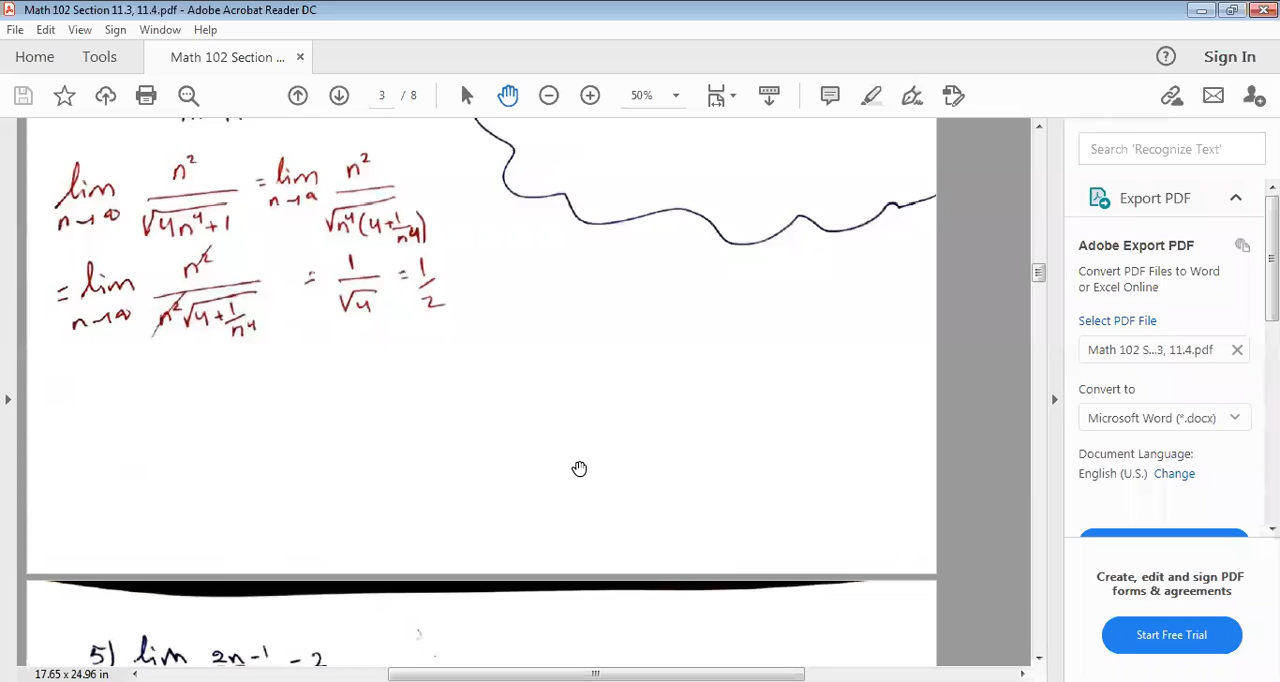 Math 102 Section 11.3, 11.4.pdf - Adobe Acrobat Reader DC
File Edit View Sign Window Help
Home Tools Math 102 Section ... × Sign In
3 / 8 50%
lim n→∞ n² / √4n⁴+1 = lim n→∞ n² / √n⁴(4+1/n⁴)
= lim n→∞ n² / n²√4+1/n⁴ = 1/√4 = 1/2
5) lim 2n-1 = 2
17.65 x 24.96 in
Search 'Recognize Text'
Export PDF
Adobe Export PDF
Convert PDF Files to Word
or Excel Online
Select PDF File
Math 102 S...3, 11.4.pdf ×
Convert to
Microsoft Word (*.docx)
Document Language:
English (U.S.) Change
Create, edit and sign PDF
forms & agreements
Start Free Trial